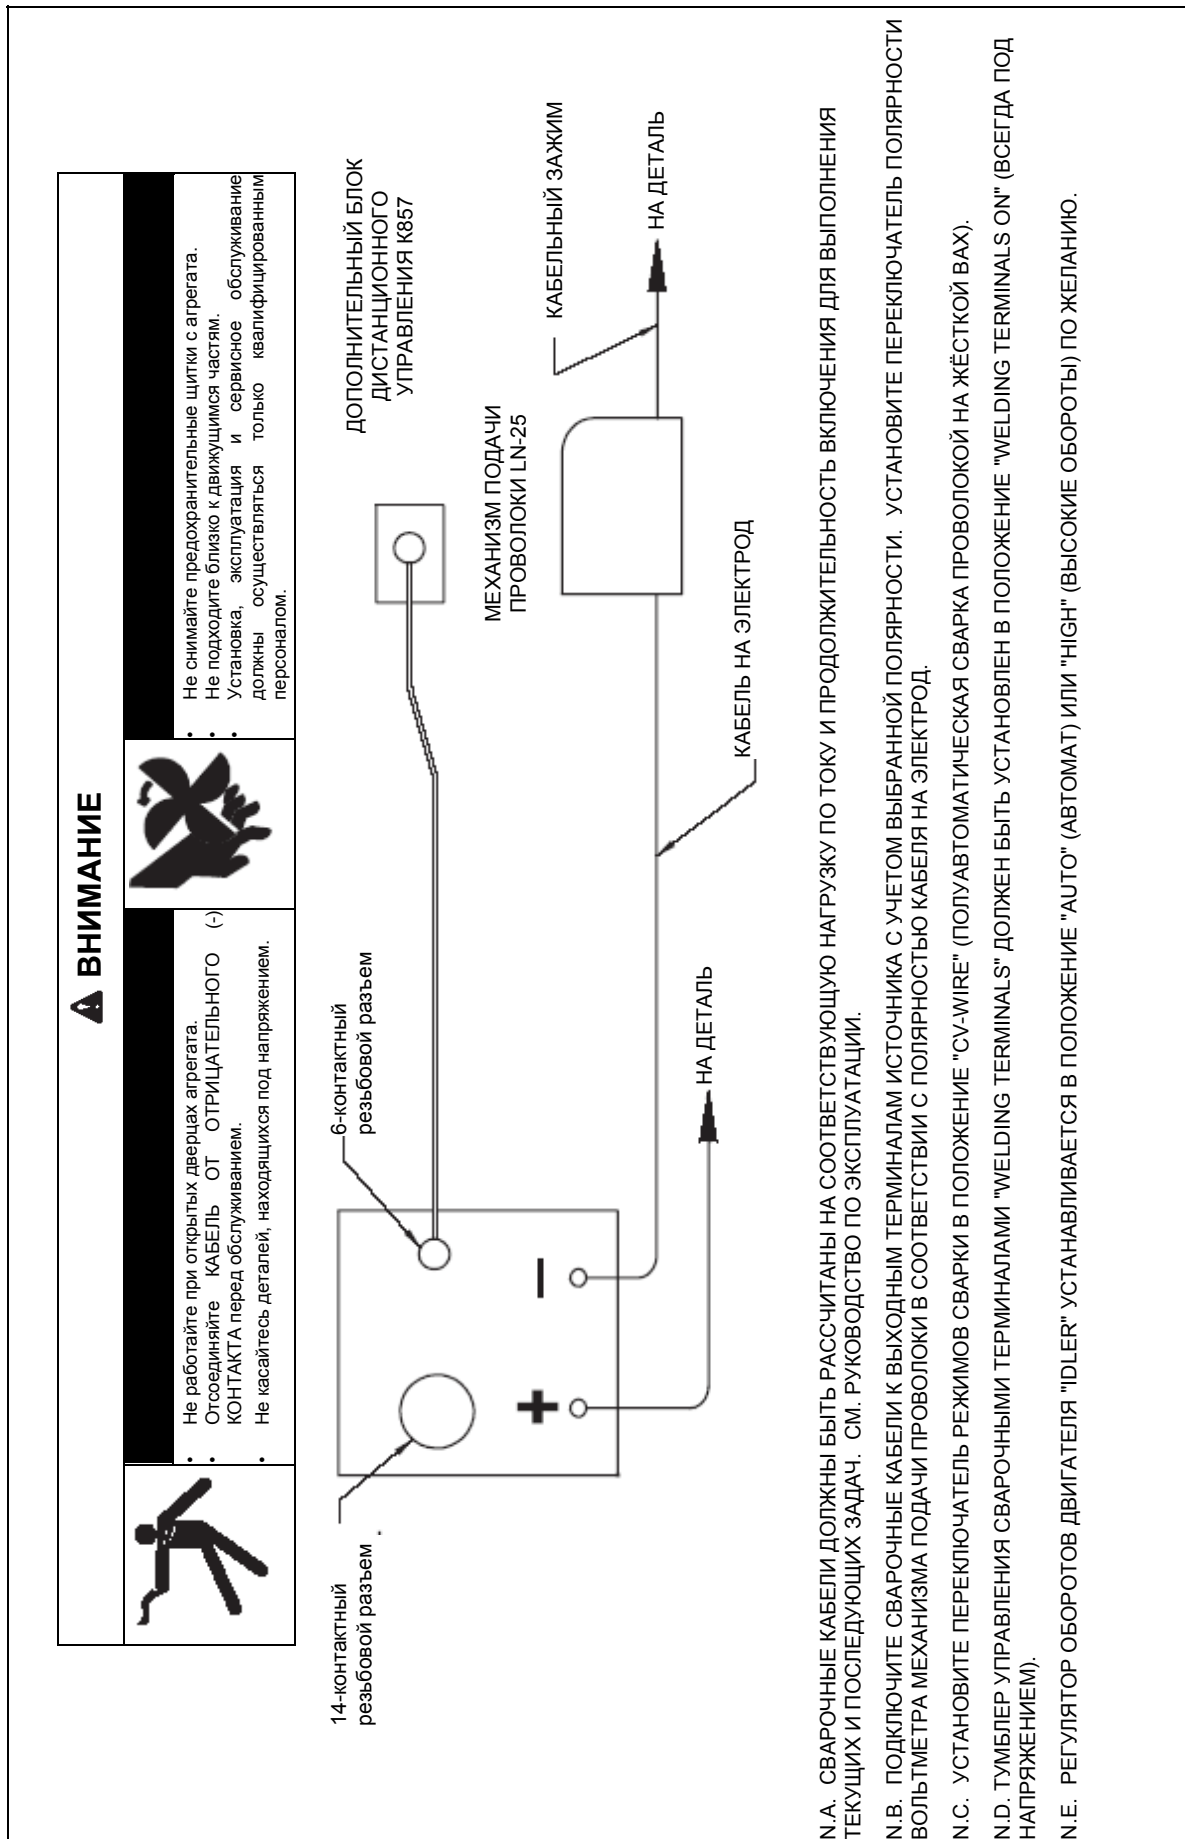 ВНИМАНИЕ
• Не работайте при открытых дверцах агрегата.
• Отсоединяйте КАБЕЛЬ ОТ ОТРИЦАТЕЛЬНОГО (-)
КОНТАКТА перед обслуживанием.
• Не касайтесь деталей, находящихся под напряжением.
• Не снимайте предохранительные щитки с агрегата.
• Не подходите близко к движущимся частям.
• Установка, эксплуатация и сервисное обслуживание
должны осуществляться только квалифицированным
персоналом.
14-контактный
резьбовой разъем
6-контактный
резьбовой разъем
ДОПОЛНИТЕЛЬНЫЙ БЛОК
ДИСТАНЦИОННОГО
УПРАВЛЕНИЯ K857
МЕХАНИЗМ ПОДАЧИ
ПРОВОЛОКИ LN-25
КАБЕЛЬНЫЙ ЗАЖИМ
НА ДЕТАЛЬ
КАБЕЛЬ НА ЭЛЕКТРОД
НА ДЕТАЛЬ
+
−
N.A. СВАРОЧНЫЕ КАБЕЛИ ДОЛЖНЫ БЫТЬ РАССЧИТАНЫ НА СООТВЕТСТВУЮЩУЮ НАГРУЗКУ ПО ТОКУ И ПРОДОЛЖИТЕЛЬНОСТЬ ВКЛЮЧЕНИЯ ДЛЯ ВЫПОЛНЕНИЯ
ТЕКУЩИХ И ПОСЛЕДУЮЩИХ ЗАДАЧ. СМ. РУКОВОДСТВО ПО ЭКСПЛУАТАЦИИ.
N.B. ПОДКЛЮЧИТЕ СВАРОЧНЫЕ КАБЕЛИ К ВЫХОДНЫМ ТЕРМИНАЛАМ ИСТОЧНИКА С УЧЕТОМ ВЫБРАННОЙ ПОЛЯРНОСТИ. УСТАНОВИТЕ ПЕРЕКЛЮЧАТЕЛЬ ПОЛЯРНОСТИ
ВОЛЬТМЕТРА МЕХАНИЗМА ПОДАЧИ ПРОВОЛОКИ В СООТВЕТСТВИИ С ПОЛЯРНОСТЬЮ КАБЕЛЯ НА ЭЛЕКТРОД.
N.C. УСТАНОВИТЕ ПЕРЕКЛЮЧАТЕЛЬ РЕЖИМОВ СВАРКИ В ПОЛОЖЕНИЕ "CV-WIRE" (ПОЛУАВТОМАТИЧЕСКАЯ СВАРКА ПРОВОЛОКОЙ НА ЖЁСТКОЙ ВАХ).
N.D. ТУМБЛЕР УПРАВЛЕНИЯ СВАРОЧНЫМИ ТЕРМИНАЛАМИ "WELDING TERMINALS" ДОЛЖЕН БЫТЬ УСТАНОВЛЕН В ПОЛОЖЕНИЕ "WELDING TERMINALS ON" (ВСЕГДА ПОД
НАПРЯЖЕНИЕМ).
N.E. РЕГУЛЯТОР ОБОРОТОВ ДВИГАТЕЛЯ "IDLER" УСТАНАВЛИВАЕТСЯ В ПОЛОЖЕНИЕ "AUTO" (АВТОМАТ) ИЛИ "HIGH" (ВЫСОКИЕ ОБОРОТЫ) ПО ЖЕЛАНИЮ.